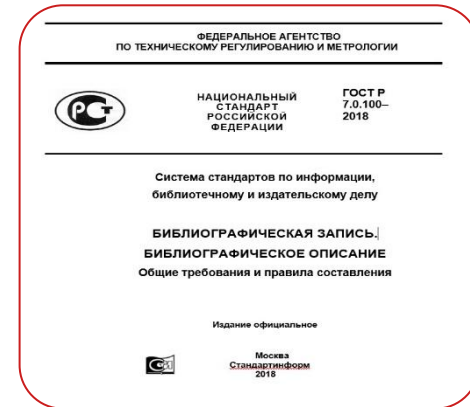 ФЕДЕРАЛЬНОЕ АГЕНТСТВО
ПО ТЕХНИЧЕСКОМУ РЕГУЛИРОВАНИЮ И МЕТРОЛОГИИ
РСТ
НАЦИОНАЛЬНЫЙ
СТАНДАРТ
РОССИЙСКОЙ
ФЕДЕРАЦИИ
ГОСТ Р
7.0.100–
2018
Система стандартов по информации,
библиотечному и издательскому делу
БИБЛИОГРАФИЧЕСКАЯ ЗАПИСЬ.
БИБЛИОГРАФИЧЕСКОЕ ОПИСАНИЕ
Общие требования и правила составления
Издание официальное
Москва
Стандартинформ
2018